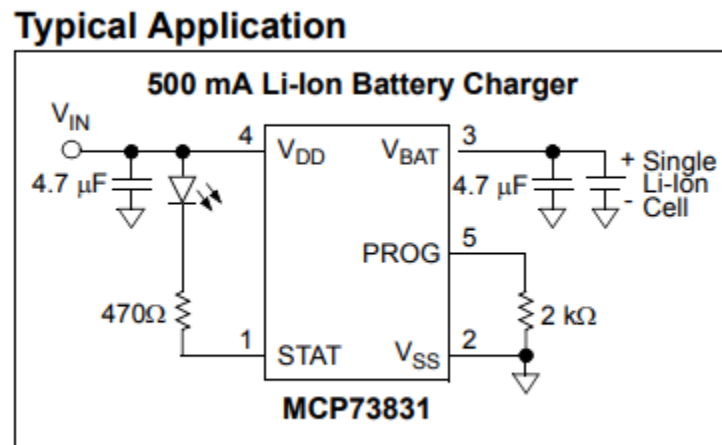 Typical Application
500 mA Li-Ion Battery Charger
VIN
4
VDD
VBAT
3
4.7 μF
4.7 μF
+ Single
Li-Ion
- Cell
PROG
5
470Ω
2 kΩ
1
STAT
VSS
2
MCP73831